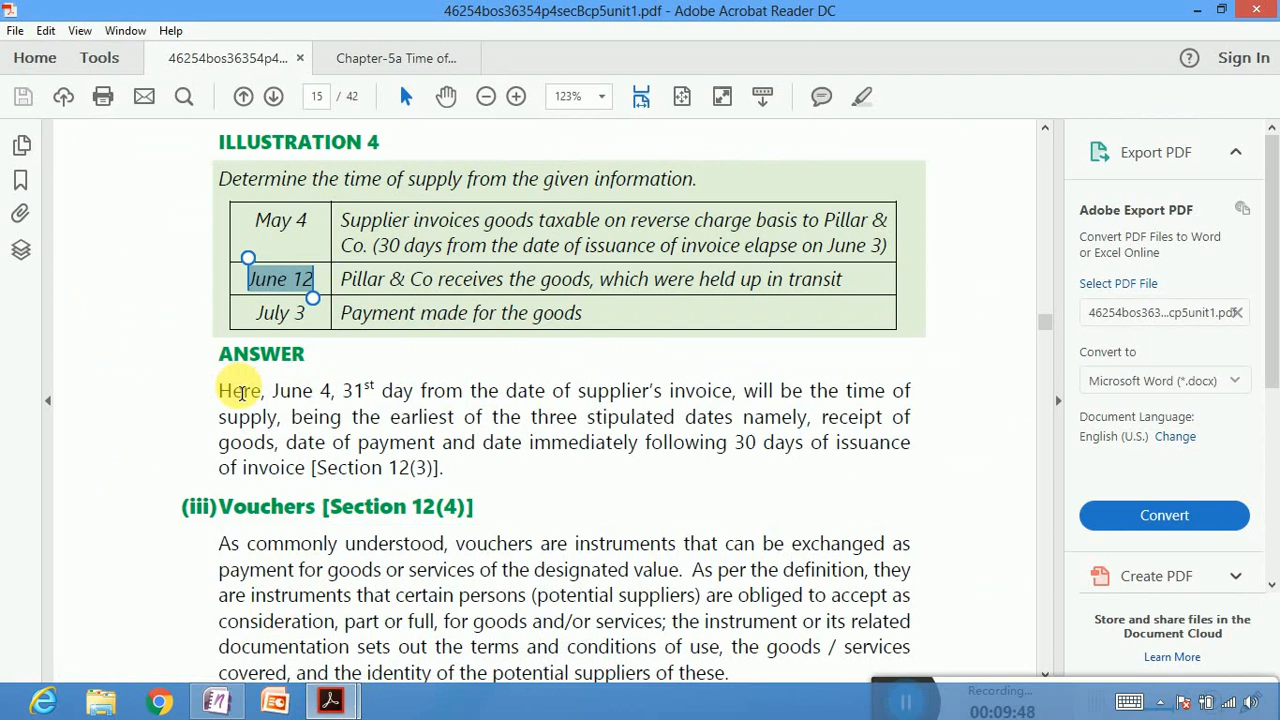 46254bos36354p4secBcp5unit1.pdf - Adobe Acrobat Reader DC
File Edit View Window Help
Home Tools 46254bos36354p4... × Chapter-5a Time of... Sign In
15 / 42 123%
ILLUSTRATION 4
Determine the time of supply from the given information.
May 4 Supplier invoices goods taxable on reverse charge basis to Pillar &
Co. (30 days from the date of issuance of invoice elapse on June 3)
June 12 Pillar & Co receives the goods, which were held up in transit
July 3 Payment made for the goods
ANSWER
Here, June 4, 31st day from the date of supplier's invoice, will be the time of
supply, being the earliest of the three stipulated dates namely, receipt of
goods, date of payment and date immediately following 30 days of issuance
of invoice [Section 12(3)].
(iii)Vouchers [Section 12(4)]
As commonly understood, vouchers are instruments that can be exchanged as
payment for goods or services of the designated value. As per the definition, they
are instruments that certain persons (potential suppliers) are obliged to accept as
consideration, part or full, for goods and/or services; the instrument or its related
documentation sets out the terms and conditions of use, the goods / services
covered, and the identity of the potential suppliers of these.
Export PDF
Adobe Export PDF
Convert PDF Files to Word
or Excel Online
Select PDF File
46254bos363...cp5unit1.pdf
Convert to
Microsoft Word (*.docx)
Document Language:
English (U.S.) Change
Convert
Create PDF
Store and share files in the
Document Cloud
Learn More
Recording...
00:09:48